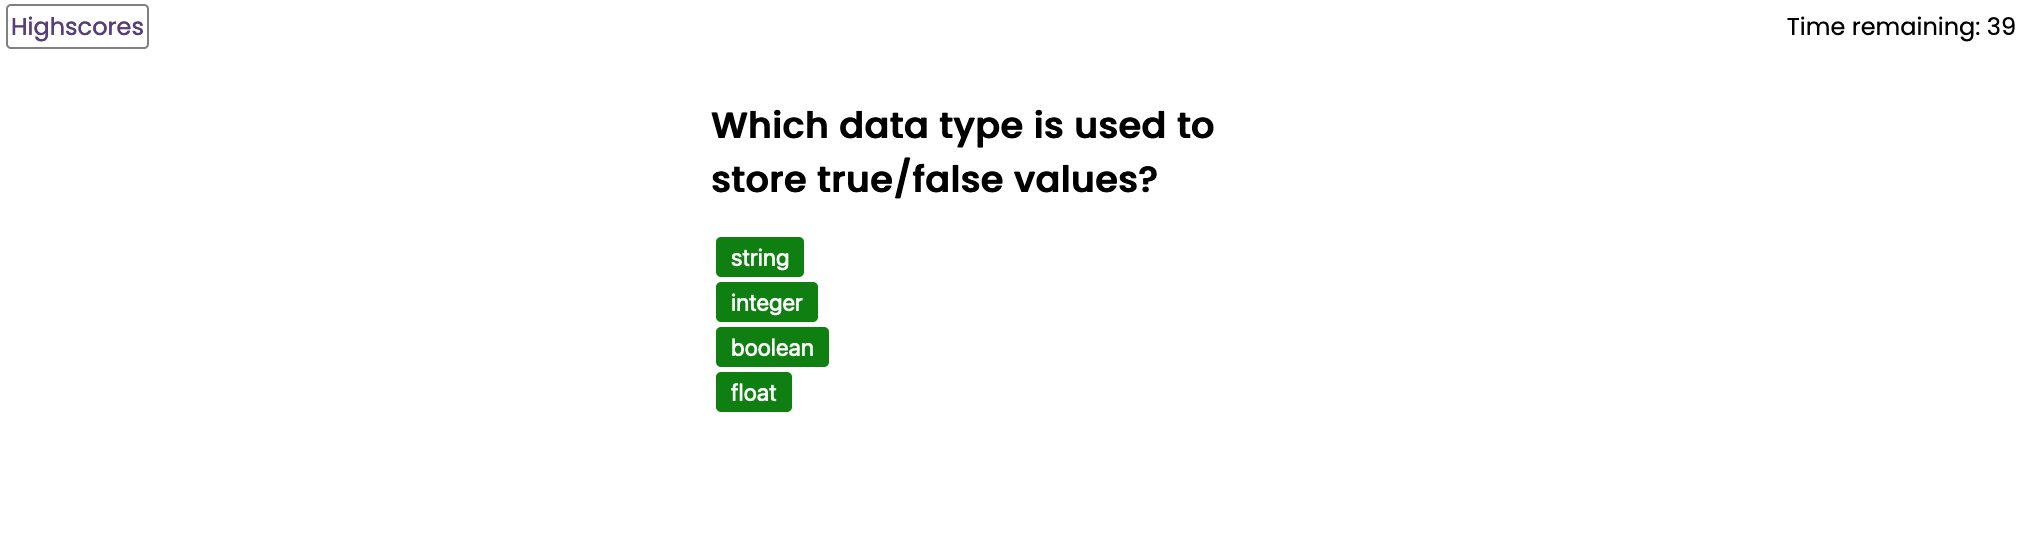 Highscores
Time remaining: 39
Which data type is used to
store true/false values?
string
integer
boolean
float